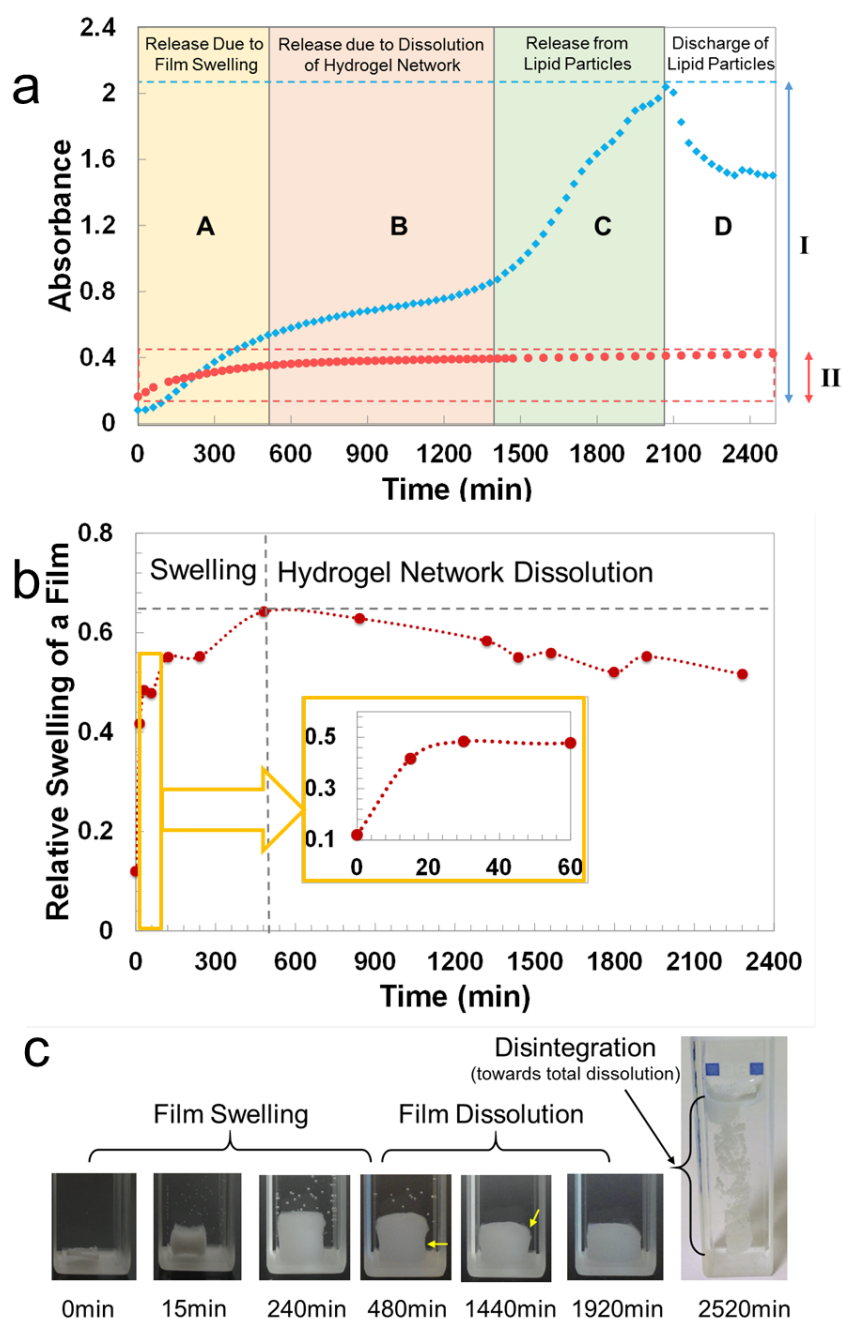 a
2.4
2
1.6
1.2
0.8
0.4
0
Absorbance
Release Due to
Film Swelling
Release due to Dissolution
of Hydrogel Network
Release from
Lipid Particles
Discharge of
Lipid Particles
A
B
C
D
I
II
0 300 600 900 1200 1500 1800 2100 2400
Time (min)
b
0.8
0.6
0.4
0.2
0
Relative Swelling of a Film
Swelling
Hydrogel Network Dissolution
0.5
0.3
0.1
0 20 40 60
0 300 600 900 1200 1500 1800 2100 2400
Time (min)
c
Disintegration
(towards total dissolution)
Film Swelling
Film Dissolution
0min 15min 240min 480min 1440min 1920min 2520min